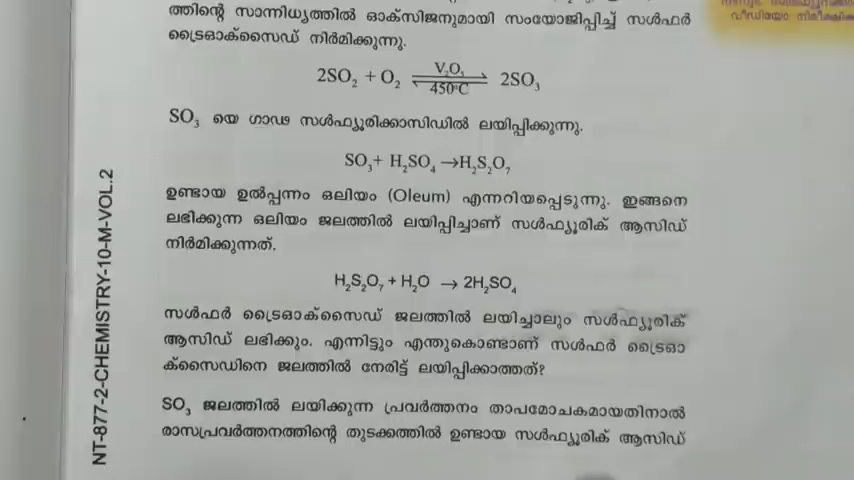 ത്തിന്റെ സാന്നിധ്യത്തിൽ ഓക്സിജനുമായി സംയോജിപ്പിച്ച് സൾഫർ
ട്രൈഓക്സൈഡ് നിർമിക്കുന്നു.
2SO₂ + O₂ ⇌ 2SO₃
V₂O₅
450°C
SO₃ യെ ഗാഢ സൾഫ്യൂരിക്കാസിഡിൽ ലയിപ്പിക്കുന്നു.
SO₃+ H₂SO₄ →H₂S₂O₇
ഉണ്ടായ ഉൽപ്പന്നം ഒലിയം (Oleum) എന്നറിയപ്പെടുന്നു. ഇങ്ങനെ
ലഭിക്കുന്ന ഒലിയം ജലത്തിൽ ലയിപ്പിച്ചാണ് സൾഫ്യൂരിക് ആസിഡ്
നിർമിക്കുന്നത്.
H₂S₂O₇ + H₂O → 2H₂SO₄
സൾഫർ ട്രൈഓക്സൈഡ് ജലത്തിൽ ലയിച്ചാലും സൾഫ്യൂരിക്
ആസിഡ് ലഭിക്കും. എന്നിട്ടും എന്തുകൊണ്ടാണ് സൾഫർ ട്രൈഓ
ക്സൈഡിനെ ജലത്തിൽ നേരിട്ട് ലയിപ്പിക്കാത്തത്?
SO₃ ജലത്തിൽ ലയിക്കുന്ന പ്രവർത്തനം താപമോചകമായതിനാൽ
രാസപ്രവർത്തനത്തിന്റെ തുടക്കത്തിൽ ഉണ്ടായ സൾഫ്യൂരിക് ആസിഡ്
NT-877-2-CHEMISTRY-10-M-VOL.2
വീഡിയോ